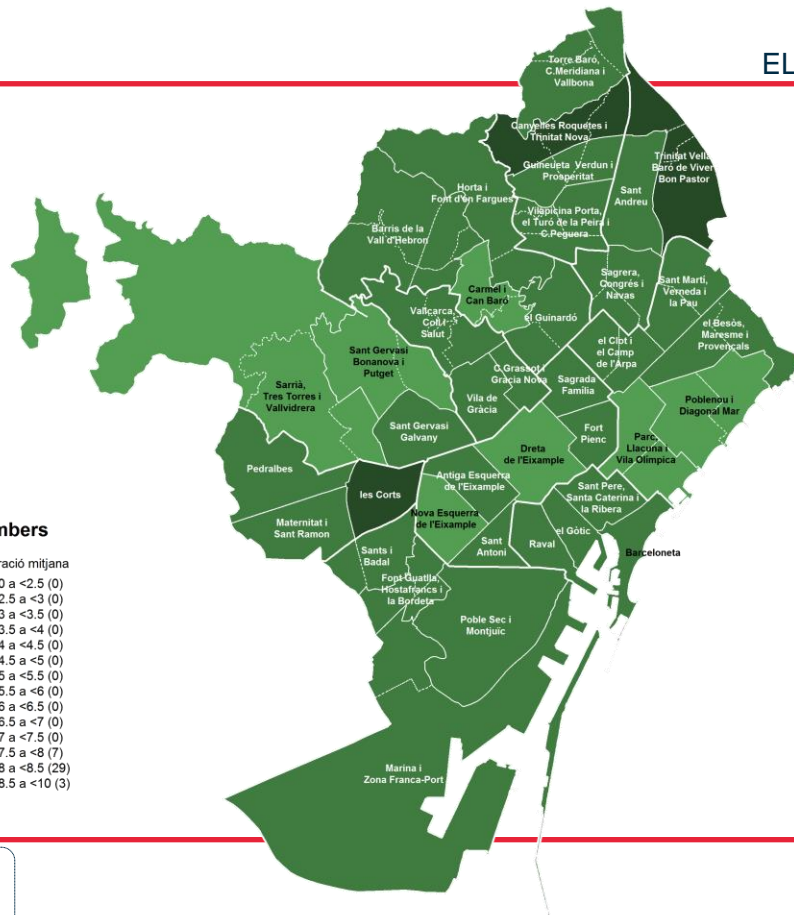 EL
Torre Baró,
C.Meridiana i
Vallbona
Canyelles Roquetes i
Trinitat Nova
Guineueta Verdun i
Prosperitat
Trinitat Vella
Baró de Viver
Bon Pastor
Sant
Andreu
Horta i
Font d'en Fargues
Vilapicina Porta,
el Turó de la Peira i
C.Peguera
Barris de la
Vall d'Hebron
Sagrera,
Congrés i
Navas
Sant Martí,
Verneda i
la Pau
Carmel i
Can Baró
Vallcarca,
Coll i
Salut
el Guinardó
el Besòs,
Maresme i
Provençals
el Clot i
el Camp
de l'Arpa
Sant Gervasi
Bonanova i
Putget
C.Grassot i
Gràcia Nova
Sagrada
Família
Sarrià,
Tres Torres i
Vallvidrera
Vila de
Gràcia
Poblenou i
Diagonal Mar
Sant Gervasi
Galvany
Fort
Pienc
Parc,
Llacuna i
Vila Olímpica
Dreta
de l'Eixample
Pedralbes
les Corts
Antiga Esquerra
de l'Eixample
Sant Pere,
Santa Caterina i
la Ribera
Nova Esquerra
de l'Eixample
Maternitat i
Sant Ramon
Sant
Antoni
Raval
el Gòtic
Barceloneta
Sants i
Badal
Font Guatlla,
Hostafrancs i
la Bordeta
Poble Sec i
Montjuïc
Marina i
Zona Franca-Port
mbers
ració mitjana
0 a <2.5 (0)
2.5 a <3 (0)
3 a <3.5 (0)
3.5 a <4 (0)
4 a <4.5 (0)
4.5 a <5 (0)
5 a <5.5 (0)
5.5 a <6 (0)
6 a <6.5 (0)
6.5 a <7 (0)
7 a <7.5 (0)
7.5 a <8 (7)
8 a <8.5 (29)
8.5 a <10 (3)